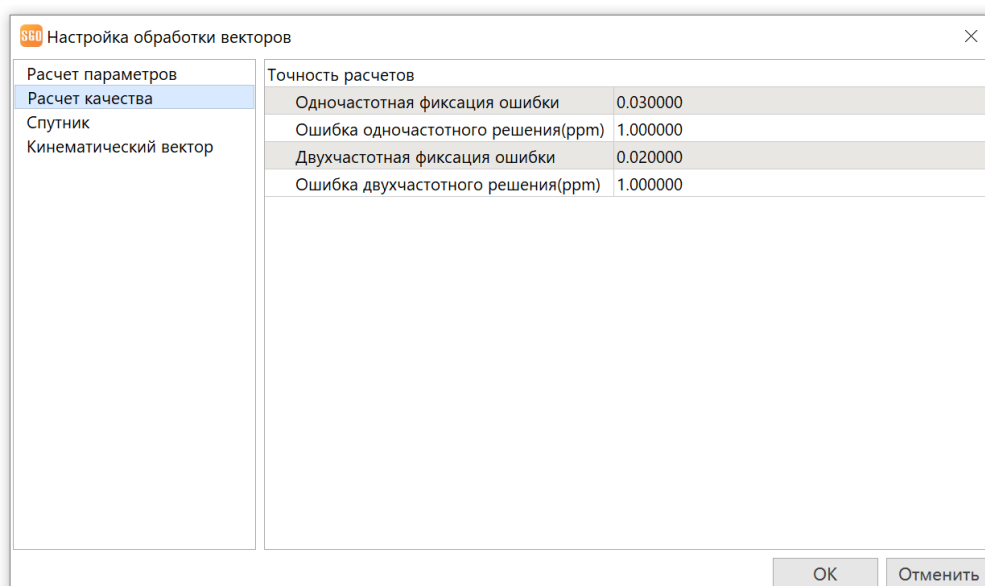 SGO Настройка обработки векторов
Расчет параметров
Расчет качества
Спутник
Кинематический вектор
Точность расчетов
Одночастотная фиксация ошибки 0.030000
Ошибка одночастотного решения(ppm) 1.000000
Двухчастотная фиксация ошибки 0.020000
Ошибка двухчастотного решения(ppm) 1.000000
OK Отменить